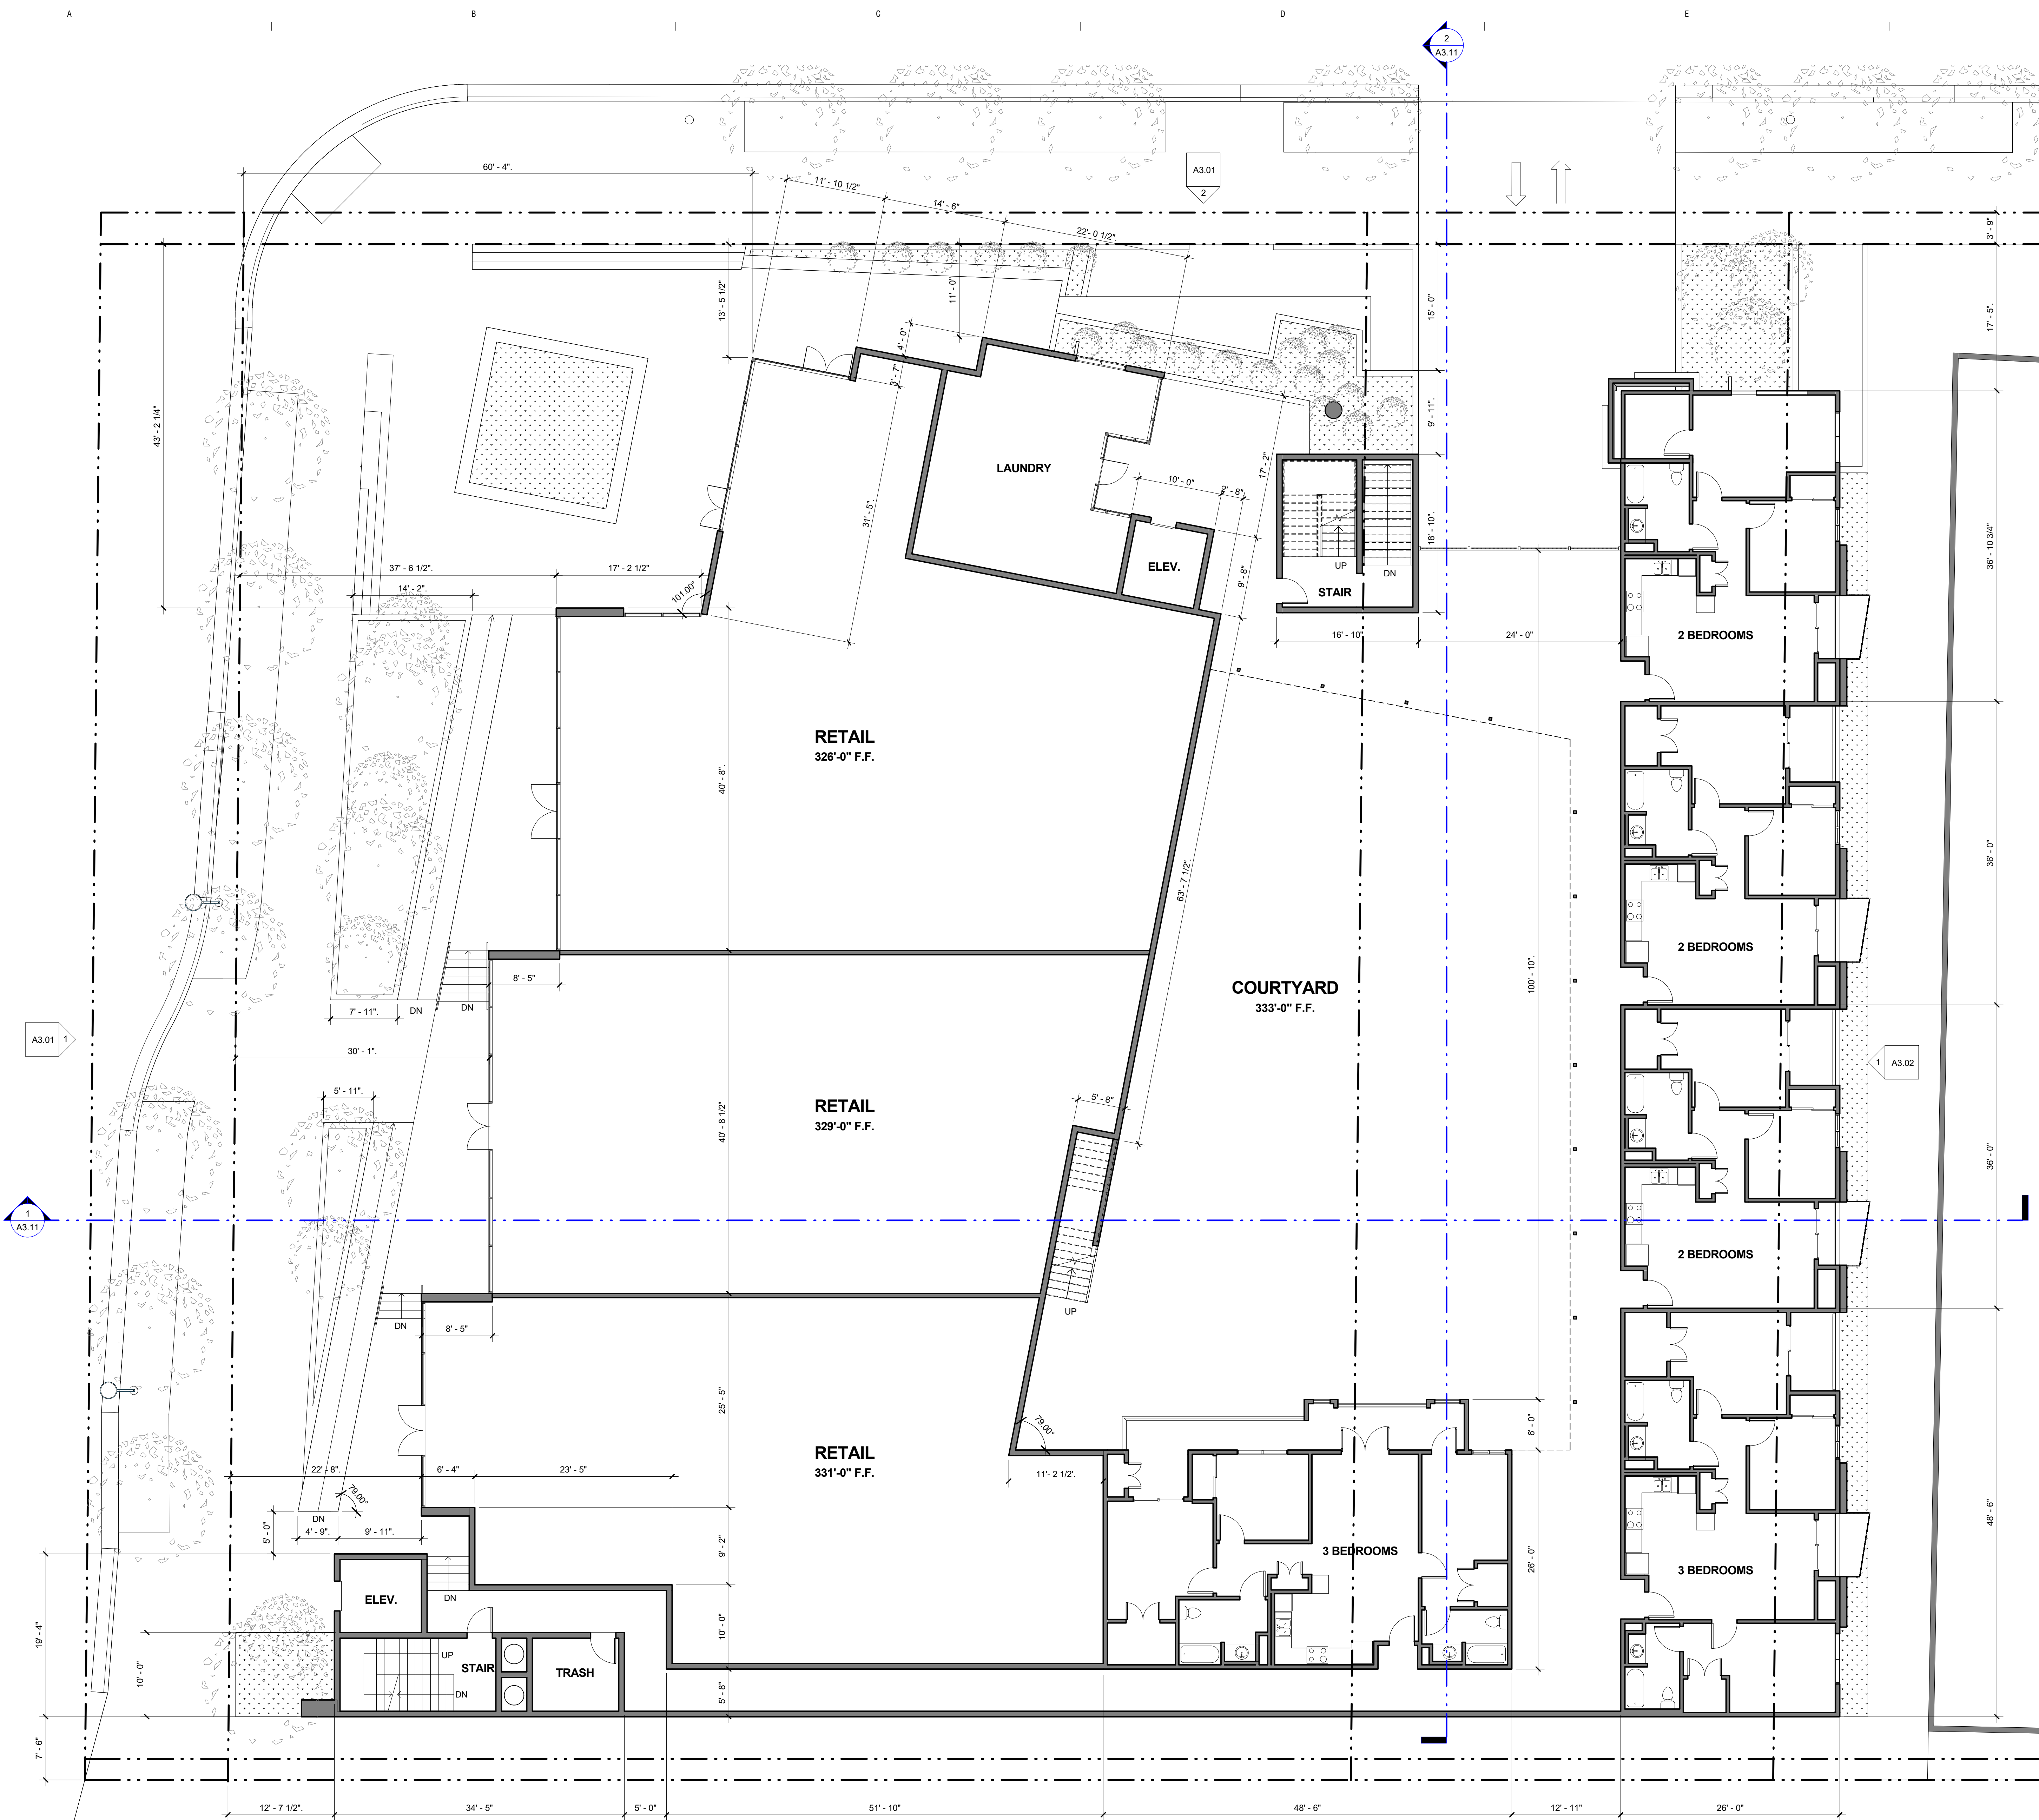 A
B
C
D
E
2
A3.11
60' - 4".
11' - 10 1/2"
14' - 6"
22' - 0 1/2".
A3.01
2
3' - 9"
13' - 5 1/2"
11' - 0"
15' - 0"
17' - 5".
43' - 2 1/4"
4' - 0"
3' - 7"
9' - 11".
LAUNDRY
17' - 2"
10' - 0"
2' - 8"
31' - 5".
18' - 10".
36' - 10 3/4"
37' - 6 1/2".
17' - 2 1/2"
ELEV.
9' - 8"
UP
DN
STAIR
14' - 2"
101.00°
16' - 10"
24' - 0"
2 BEDROOMS
RETAIL
326'-0" F.F.
40' - 8".
63' - 7 1/2".
36' - 0"
2 BEDROOMS
8' - 5"
COURTYARD
333'-0" F.F.
100' - 10".
7' - 11".
DN
DN
A3.01
1
30' - 1".
1
A3.02
5' - 11".
5' - 8"
RETAIL
329'-0" F.F.
40' - 8 1/2"
36' - 0"
1
A3.11
2 BEDROOMS
UP
DN
8' - 5"
25' - 5"
79.00°
6' - 0"
RETAIL
331'-0" F.F.
22' - 8".
6' - 4"
23' - 5"
11'- 2 1/2'.
79.00°
DN
4' - 9".
9' - 11".
5' - 0"
9' - 2"
3 BEDROOMS
26' - 0"
48' - 6"
3 BEDROOMS
ELEV.
DN
19' - 4"
10' - 0"
10' - 0"
UP
STAIR
TRASH
DN
5' - 8"
7' - 6"
12' - 7 1/2".
34' - 5"
5' - 0"
51' - 10"
48' - 6"
12' - 11"
26' - 0"